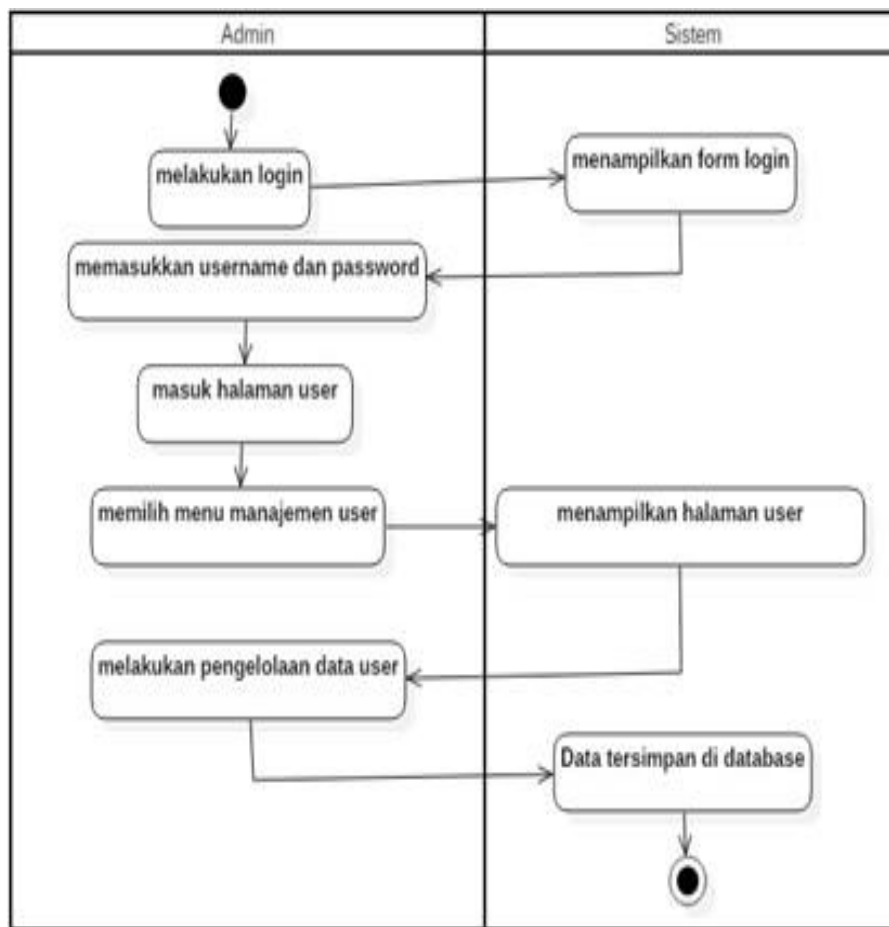 Admin
Sistem
melakukan login
menampilkan form login
memasukkan username dan password
masuk halaman user
memilih menu manajemen user
menampilkan halaman user
melakukan pengelolaan data user
Data tersimpan di database